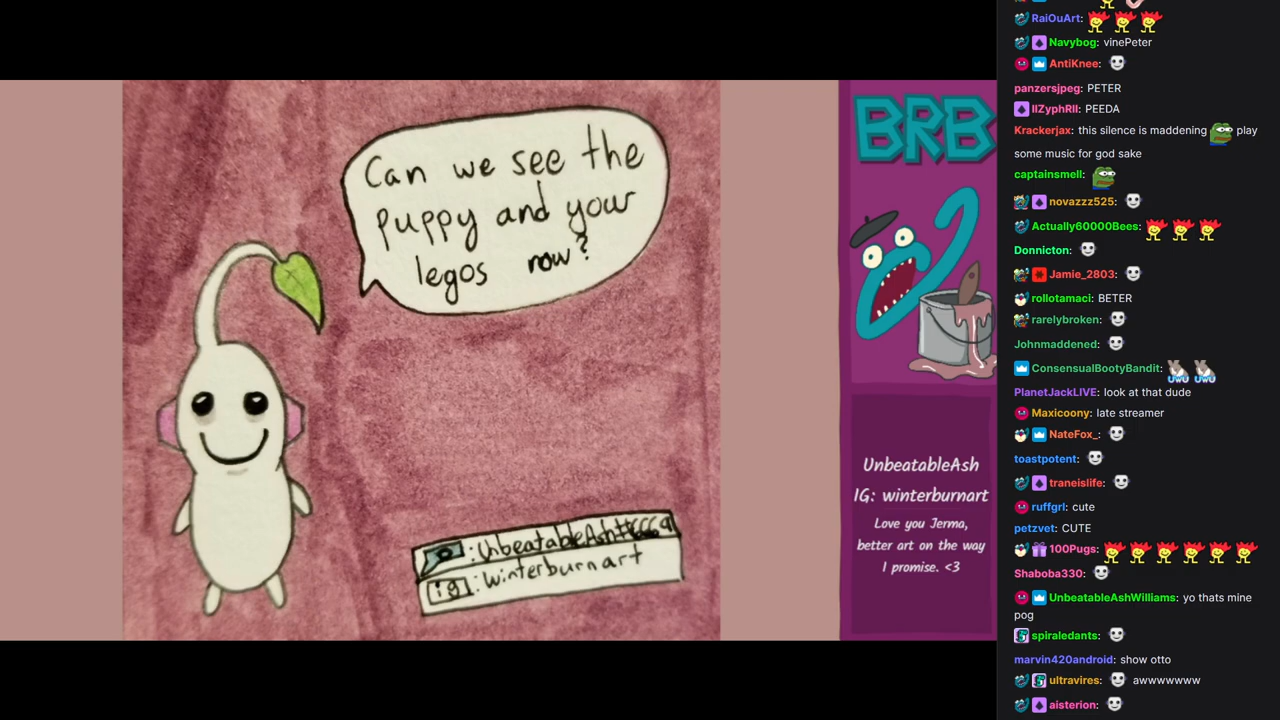 Can we see the
puppy and your
legos now?
:UnbeatableAsh#6669
ig:winterburnart
BRB
UnbeatableAsh
IG: winterburnart
Love you Jerma,
better art on the way
I promise. <3
RaiOuArt:
Navybog: vinePeter
AntiKnee:
panzersjpeg: PETER
IIZyphRII: PEEDA
Krackerjax: this silence is maddening play
some music for god sake
captainsmell:
novazzz525:
Actually60000Bees:
Donnicton:
Jamie_2803:
rollotamaci: BETER
rarelybroken:
Johnmaddened:
ConsensualBootyBandit:
UWU UWU
PlanetJackLIVE: look at that dude
Maxicoony: late streamer
NateFox_:
toastpotent:
traneislife:
ruffgrl: cute
petzvet: CUTE
100Pugs:
Shaboba330:
UnbeatableAshWilliams: yo thats mine
pog
spiraledants:
marvin420android: show otto
ultravires: awwwwwww
aisterion: